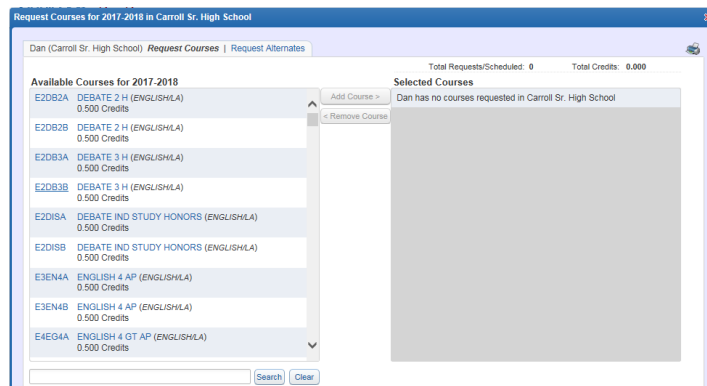 Request Courses for 2017-2018 in Carroll Sr. High School
Dan (Carroll Sr. High School) Request Courses | Request Alternates
Total Requests/Scheduled: 0 Total Credits: 0.000
Available Courses for 2017-2018
Selected Courses
E2DB2A DEBATE 2 H (ENGLISH/LA)
0.500 Credits
E2DB2B DEBATE 2 H (ENGLISH/LA)
0.500 Credits
E2DB3A DEBATE 3 H (ENGLISH/LA)
0.500 Credits
E2DB3B DEBATE 3 H (ENGLISH/LA)
0.500 Credits
E2DISA DEBATE IND STUDY HONORS (ENGLISH/LA)
0.500 Credits
E2DISB DEBATE IND STUDY HONORS (ENGLISH/LA)
0.500 Credits
E3EN4A ENGLISH 4 AP (ENGLISH/LA)
0.500 Credits
E3EN4B ENGLISH 4 AP (ENGLISH/LA)
0.500 Credits
E4EG4A ENGLISH 4 GT AP (ENGLISH/LA)
0.500 Credits
Add Course >
< Remove Course
Dan has no courses requested in Carroll Sr. High School
Search Clear